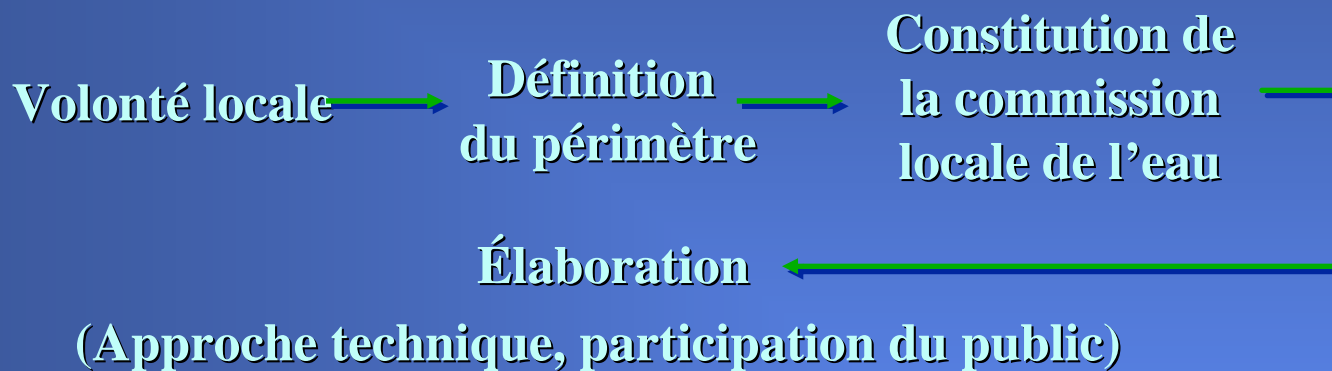 Volonté locale
Définition
du périmètre
Constitution de
la commission
locale de l’eau
Élaboration
(Approche technique, participation du public)